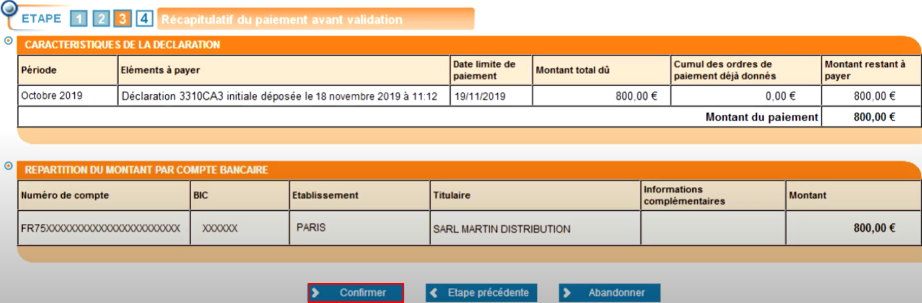 ETAPE 1 2 3 4 Récapitulatif du paiement avant validation
CARACTERISTIQUES DE LA DECLARATION
Période Eléments à payer Date limite de paiement Montant total dû Cumul des ordres de paiement déjà donnés Montant restant à payer
Octobre 2019 Déclaration 3310CA3 initiale déposée le 18 novembre 2019 à 11:12 19/11/2019 800,00 € 0,00 € 800,00 €
Montant du paiement 800,00 €
REPARTITION DU MONTANT PAR COMPTE BANCAIRE
Numéro de compte BIC Etablissement Titulaire Informations complémentaires Montant
FR75XXXXXXXXXXXXXXXXXXXXXXX XXXXXX PARIS SARL MARTIN DISTRIBUTION 800,00 €
Confirmer Etape précédente Abandonner